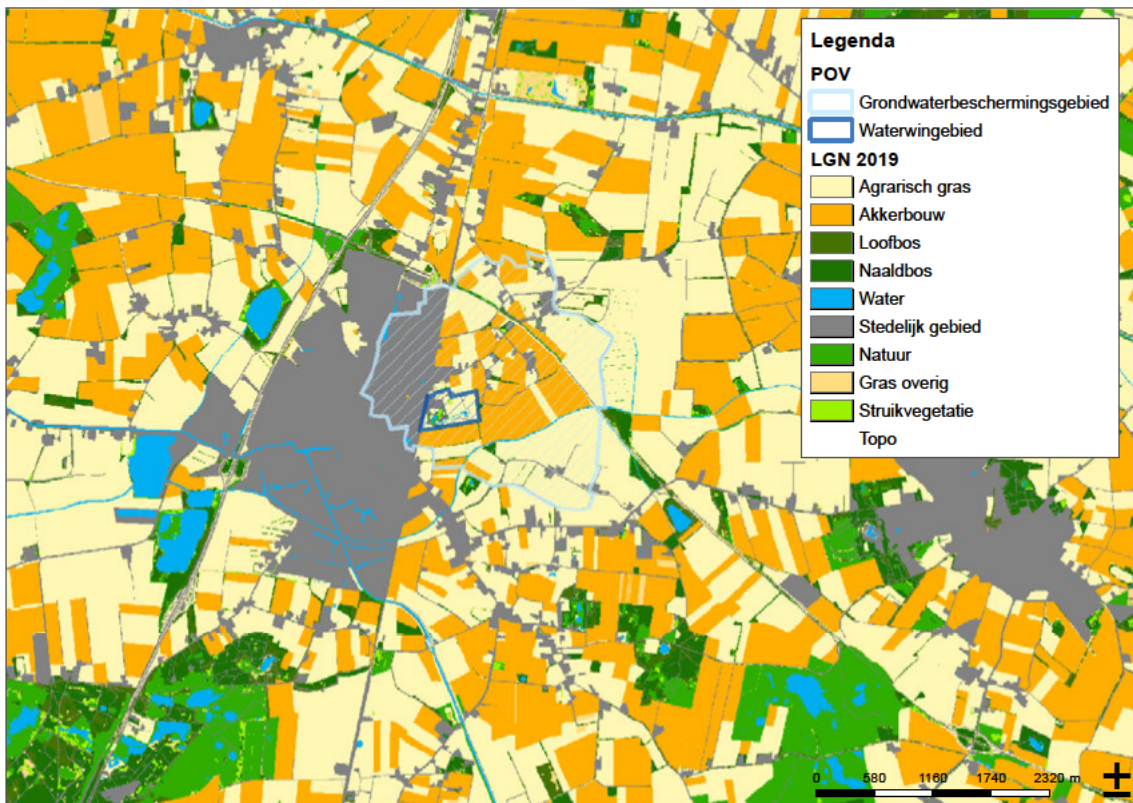 Legenda
POV
Grondwaterbeschermingsgebied
Waterwingebied
LGN 2019
Agrarisch gras
Akkerbouw
Loofbos
Naaldbos
Water
Stedelijk gebied
Natuur
Gras overig
Struikvegetatie
Topo
0 580 1160 1740 2320 m